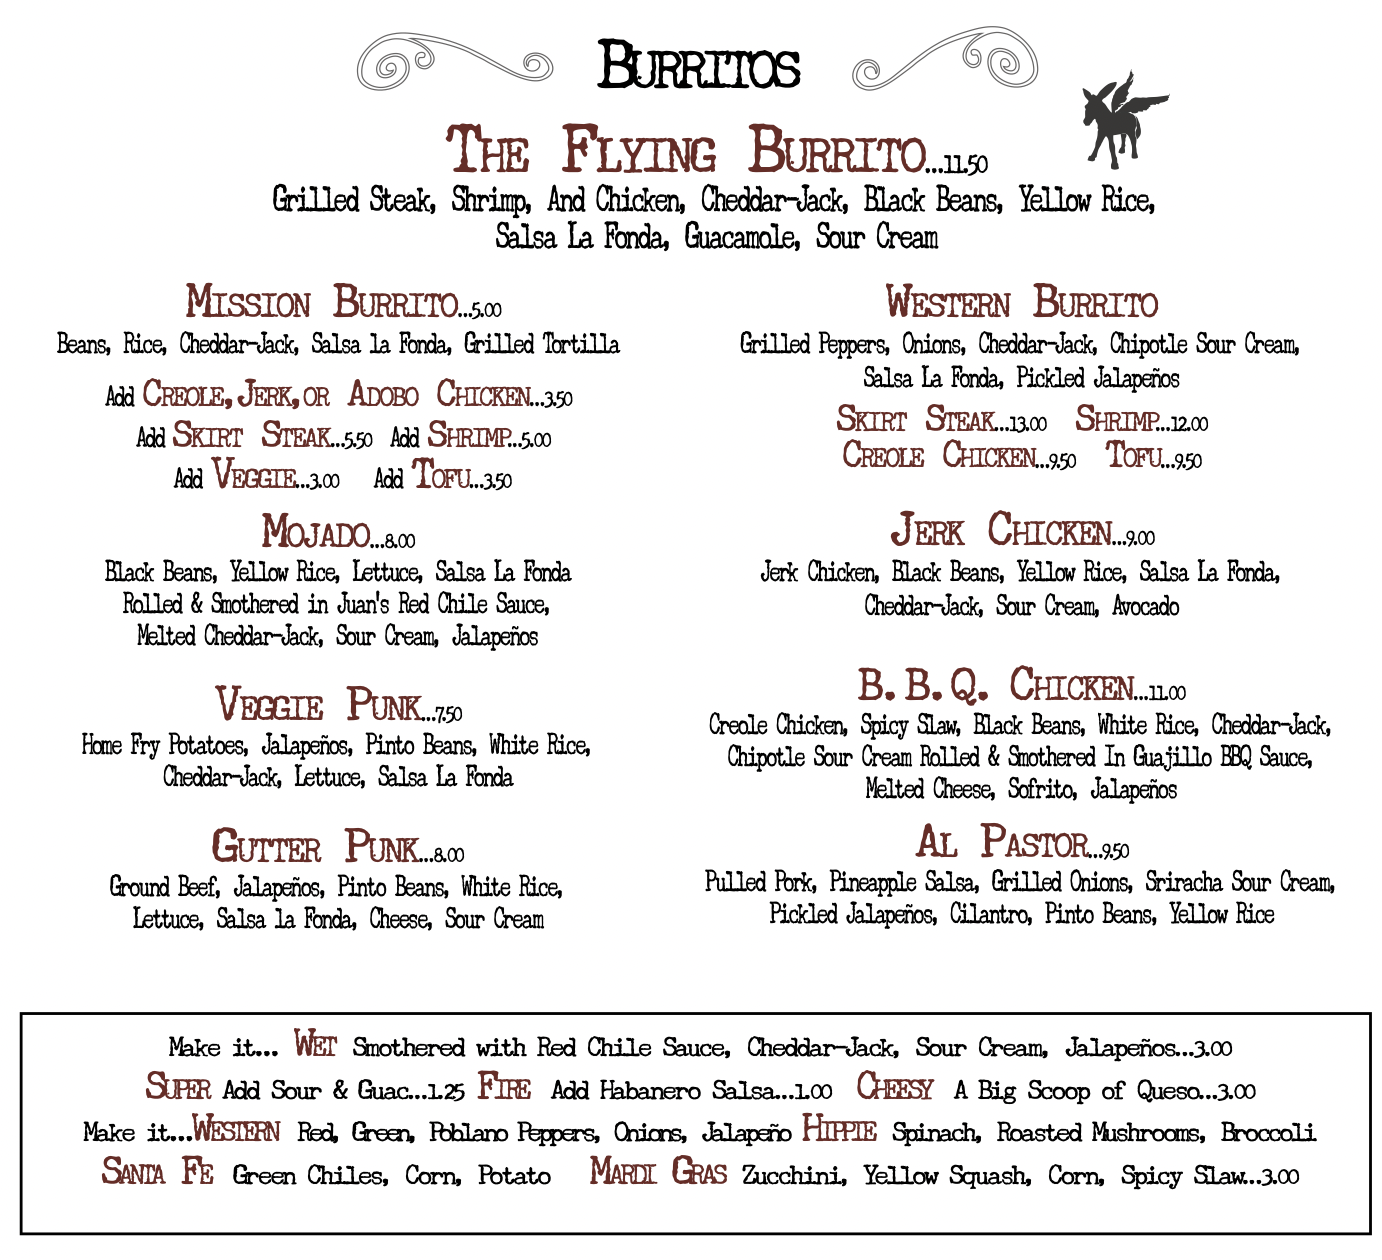 Burritos
The Flying Burrito...11.50
Grilled Steak, Shrimp, And Chicken, Cheddar-Jack, Black Beans, Yellow Rice,
Salsa La Fonda, Guacamole, Sour Cream
Mission Burrito...5.00
Beans, Rice, Cheddar-Jack, Salsa la Fonda, Grilled Tortilla
Add Creole, Jerk, or Adobo Chicken...3.50
Add Skirt Steak...5.50 Add Shrimp...5.00
Add Veggie...3.00 Add Tofu...3.50
Mojado...8.00
Black Beans, Yellow Rice, Lettuce, Salsa La Fonda
Rolled & Smothered in Juan's Red Chile Sauce,
Melted Cheddar-Jack, Sour Cream, Jalapeños
Veggie Punk...7.50
Home Fry Potatoes, Jalapeños, Pinto Beans, White Rice,
Cheddar-Jack, Lettuce, Salsa La Fonda
Gutter Punk...8.00
Ground Beef, Jalapeños, Pinto Beans, White Rice,
Lettuce, Salsa la Fonda, Cheese, Sour Cream
Western Burrito
Grilled Peppers, Onions, Cheddar-Jack, Chipotle Sour Cream,
Salsa La Fonda, Pickled Jalapeños
Skirt Steak...13.00 Shrimp...12.00
Creole Chicken...9.50 Tofu...9.50
Jerk Chicken...9.00
Jerk Chicken, Black Beans, Yellow Rice, Salsa La Fonda,
Cheddar-Jack, Sour Cream, Avocado
B.B.Q. Chicken...11.00
Creole Chicken, Spicy Slaw, Black Beans, White Rice, Cheddar-Jack,
Chipotle Sour Cream Rolled & Smothered In Guajillo BBQ Sauce,
Melted Cheese, Sofrito, Jalapeños
Al Pastor...9.50
Pulled Pork, Pineapple Salsa, Grilled Onions, Sriracha Sour Cream,
Pickled Jalapeños, Cilantro, Pinto Beans, Yellow Rice
Make it... Wet Smothered with Red Chile Sauce, Cheddar-Jack, Sour Cream, Jalapeños...3.00
Super Add Sour & Guac...1.25 Fire Add Habanero Salsa...1.00 Cheesy A Big Scoop of Queso...3.00
Make it...Western Red, Green, Poblano Peppers, Onions, Jalapeño Hippie Spinach, Roasted Mushrooms, Broccoli
Santa Fe Green Chiles, Corn, Potato Mardi Gras Zucchini, Yellow Squash, Corn, Spicy Slaw...3.00